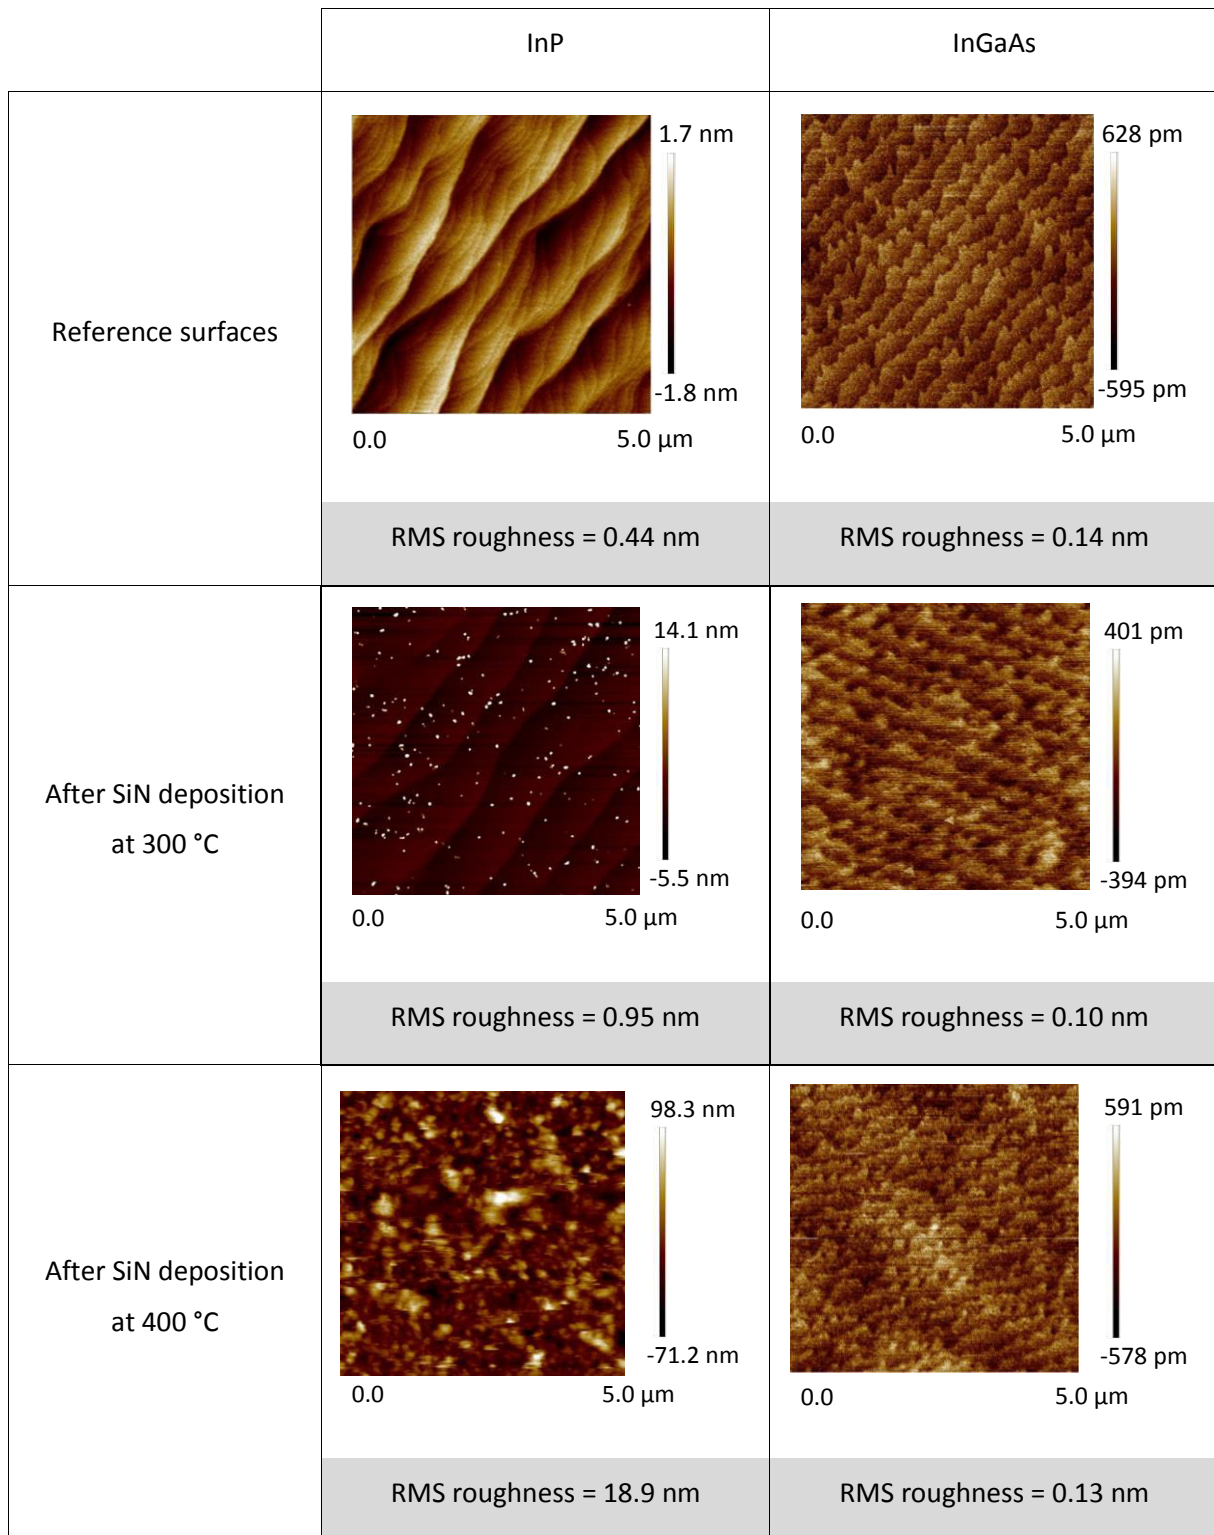 InP
InGaAs
Reference surfaces
1.7 nm
-1.8 nm
0.0
5.0 µm
628 pm
-595 pm
0.0
5.0 µm
RMS roughness = 0.44 nm
RMS roughness = 0.14 nm
After SiN deposition
at 300 °C
14.1 nm
-5.5 nm
0.0
5.0 µm
401 pm
-394 pm
0.0
5.0 µm
RMS roughness = 0.95 nm
RMS roughness = 0.10 nm
After SiN deposition
at 400 °C
98.3 nm
-71.2 nm
0.0
5.0 µm
591 pm
-578 pm
0.0
5.0 µm
RMS roughness = 18.9 nm
RMS roughness = 0.13 nm